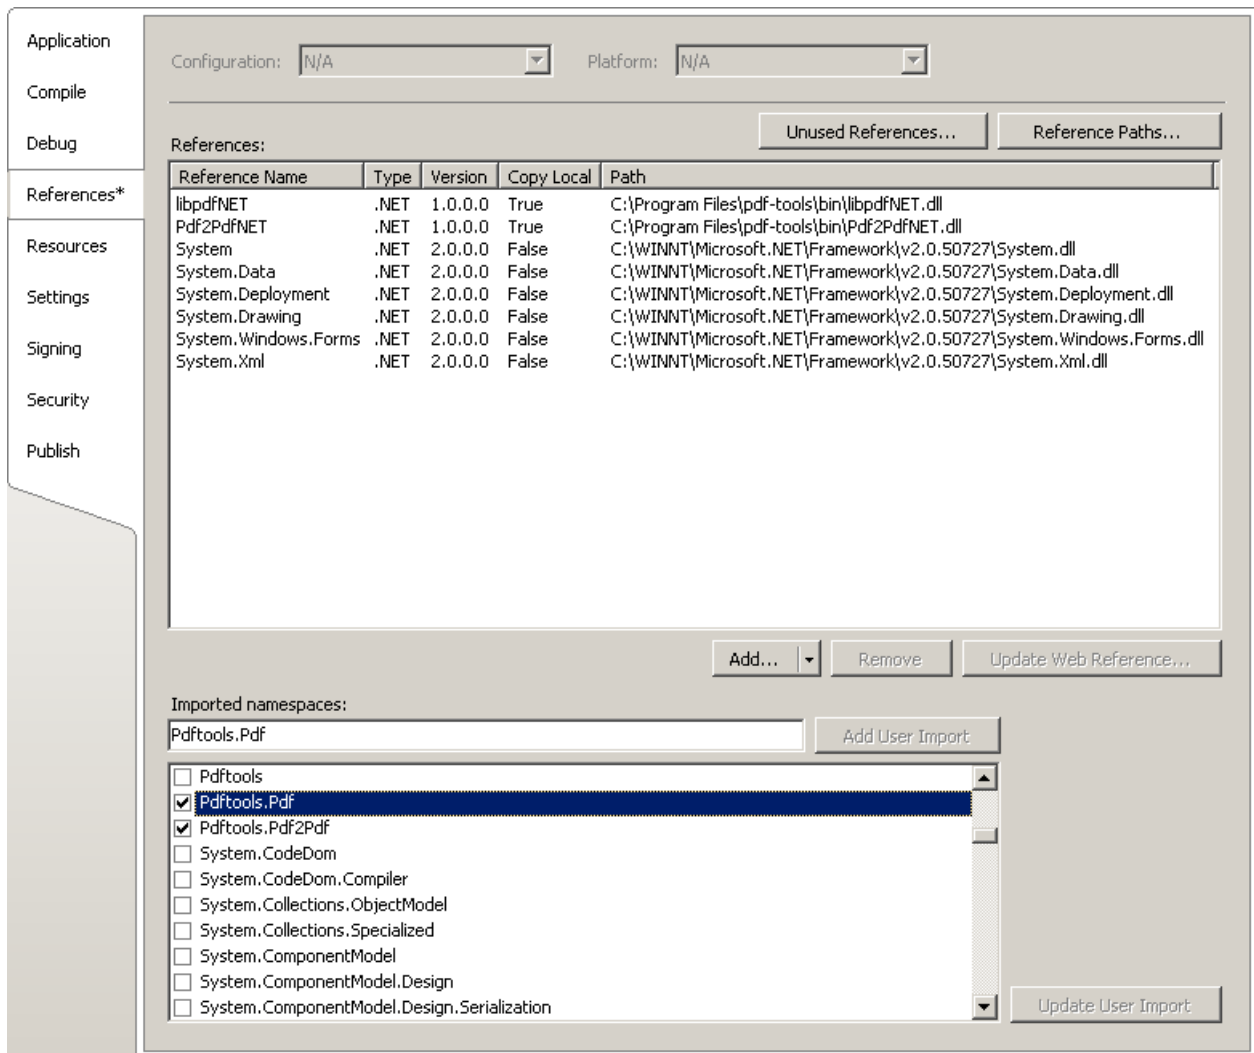 Application
Compile
Debug
References*
Resources
Settings
Signing
Security
Publish
Configuration: N/A Platform: N/A
Unused References... Reference Paths...
References:
Reference Name Type Version Copy Local Path
libpdfNET .NET 1.0.0.0 True C:\Program Files\pdf-tools\bin\libpdfNET.dll
Pdf2PdfNET .NET 1.0.0.0 True C:\Program Files\pdf-tools\bin\Pdf2PdfNET.dll
System .NET 2.0.0.0 False C:\WINNT\Microsoft.NET\Framework\v2.0.50727\System.dll
System.Data .NET 2.0.0.0 False C:\WINNT\Microsoft.NET\Framework\v2.0.50727\System.Data.dll
System.Deployment .NET 2.0.0.0 False C:\WINNT\Microsoft.NET\Framework\v2.0.50727\System.Deployment.dll
System.Drawing .NET 2.0.0.0 False C:\WINNT\Microsoft.NET\Framework\v2.0.50727\System.Drawing.dll
System.Windows.Forms .NET 2.0.0.0 False C:\WINNT\Microsoft.NET\Framework\v2.0.50727\System.Windows.Forms.dll
System.Xml .NET 2.0.0.0 False C:\WINNT\Microsoft.NET\Framework\v2.0.50727\System.Xml.dll
Add... Remove Update Web Reference...
Imported namespaces:
Pdftools.Pdf Add User Import
Pdftools
Pdftools.Pdf
Pdftools.Pdf2Pdf
System.CodeDom
System.CodeDom.Compiler
System.Collections.ObjectModel
System.Collections.Specialized
System.ComponentModel
System.ComponentModel.Design
System.ComponentModel.Design.Serialization
Update User Import